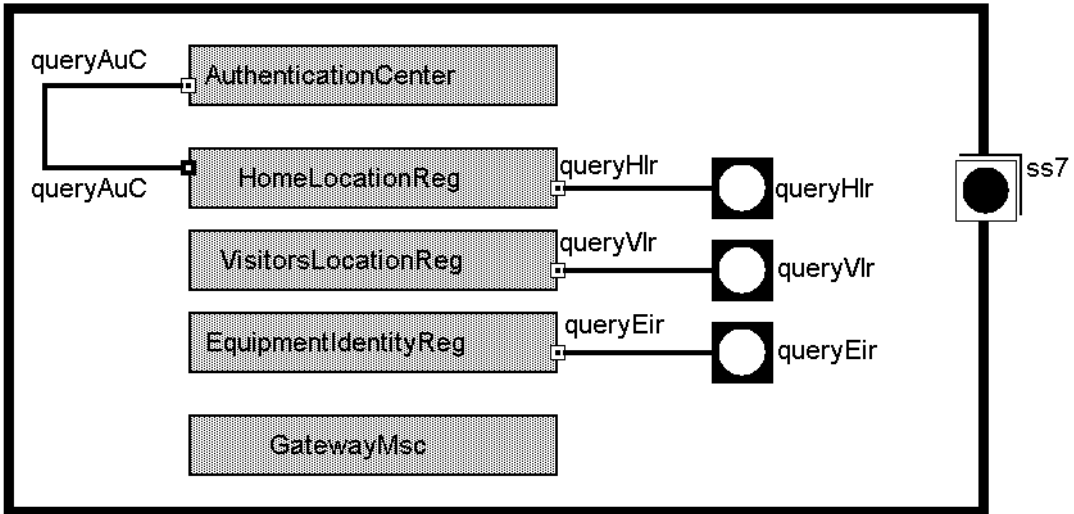 queryAuC
AuthenticationCenter
queryAuC
HomeLocationReg
queryHlr
queryHlr
ss7
VisitorsLocationReg
queryVlr
queryVlr
EquipmentIdentityReg
queryEir
queryEir
GatewayMsc